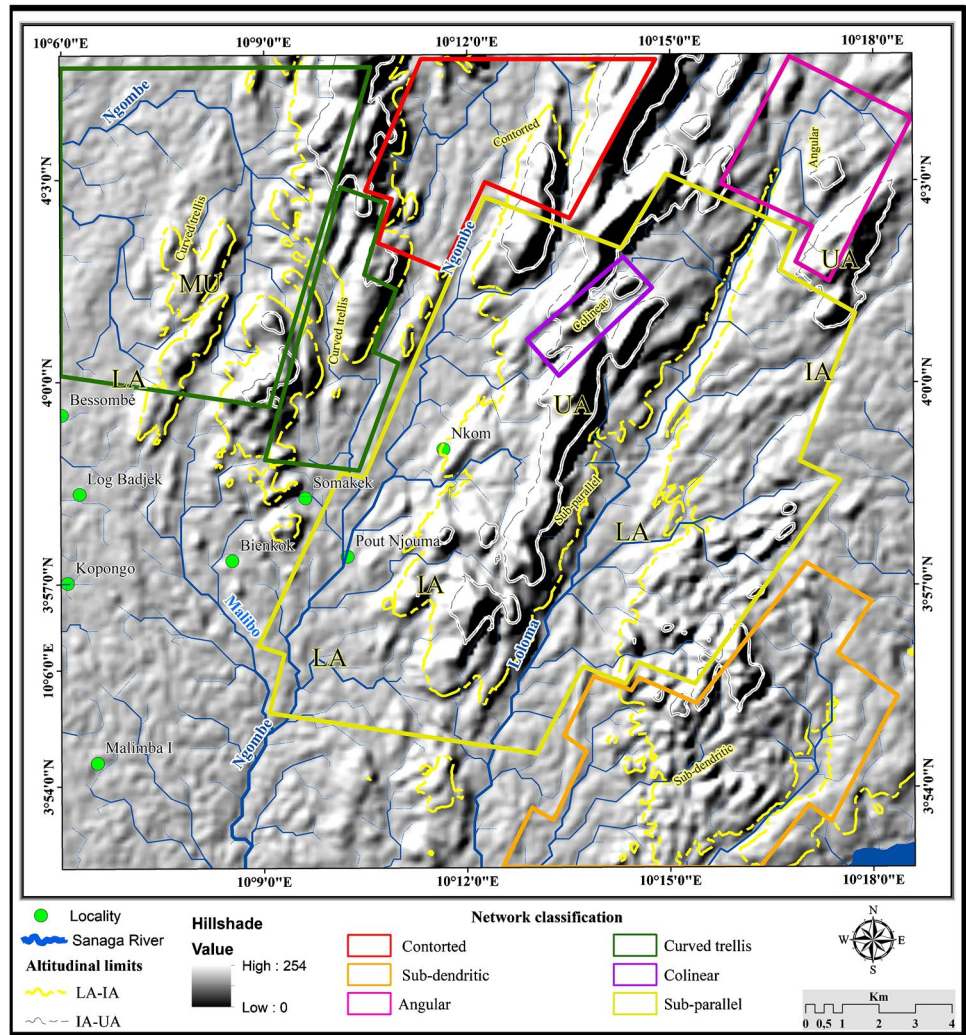 10°6'0"E
10°9'0"E
10°12'0"E
10°15'0"E
10°18'0"E
Ngombe
Contorted
Angular
4°3'0"N
4°3'0"N
Curved trellis
Ngombe
MU
UA
Curved trellis
Colinear
LA
IA
4°0'0"N
4°0'0"N
Bessombé
UA
Nkom
Log Badjek
Somakek
Sub-parallel
LA
Bienkok
Pout Njouma
Kopongo
IA
3°57'0"N
3°57'0"N
Malibo
Loloma
LA
10°6'0"E
Ngombe
Malimba I
Sub-dendritic
3°54'0"N
3°54'0"N
10°9'0"E
10°12'0"E
10°15'0"E
10°18'0"E
Locality
Sanaga River
Altitudinal limits
LA-IA
IA-UA
Hillshade
Value
High : 254
Low : 0
Network classification
Contorted
Sub-dendritic
Angular
Curved trellis
Colinear
Sub-parallel
N
W
E
S
Km
0 0,5 1 2 3 4